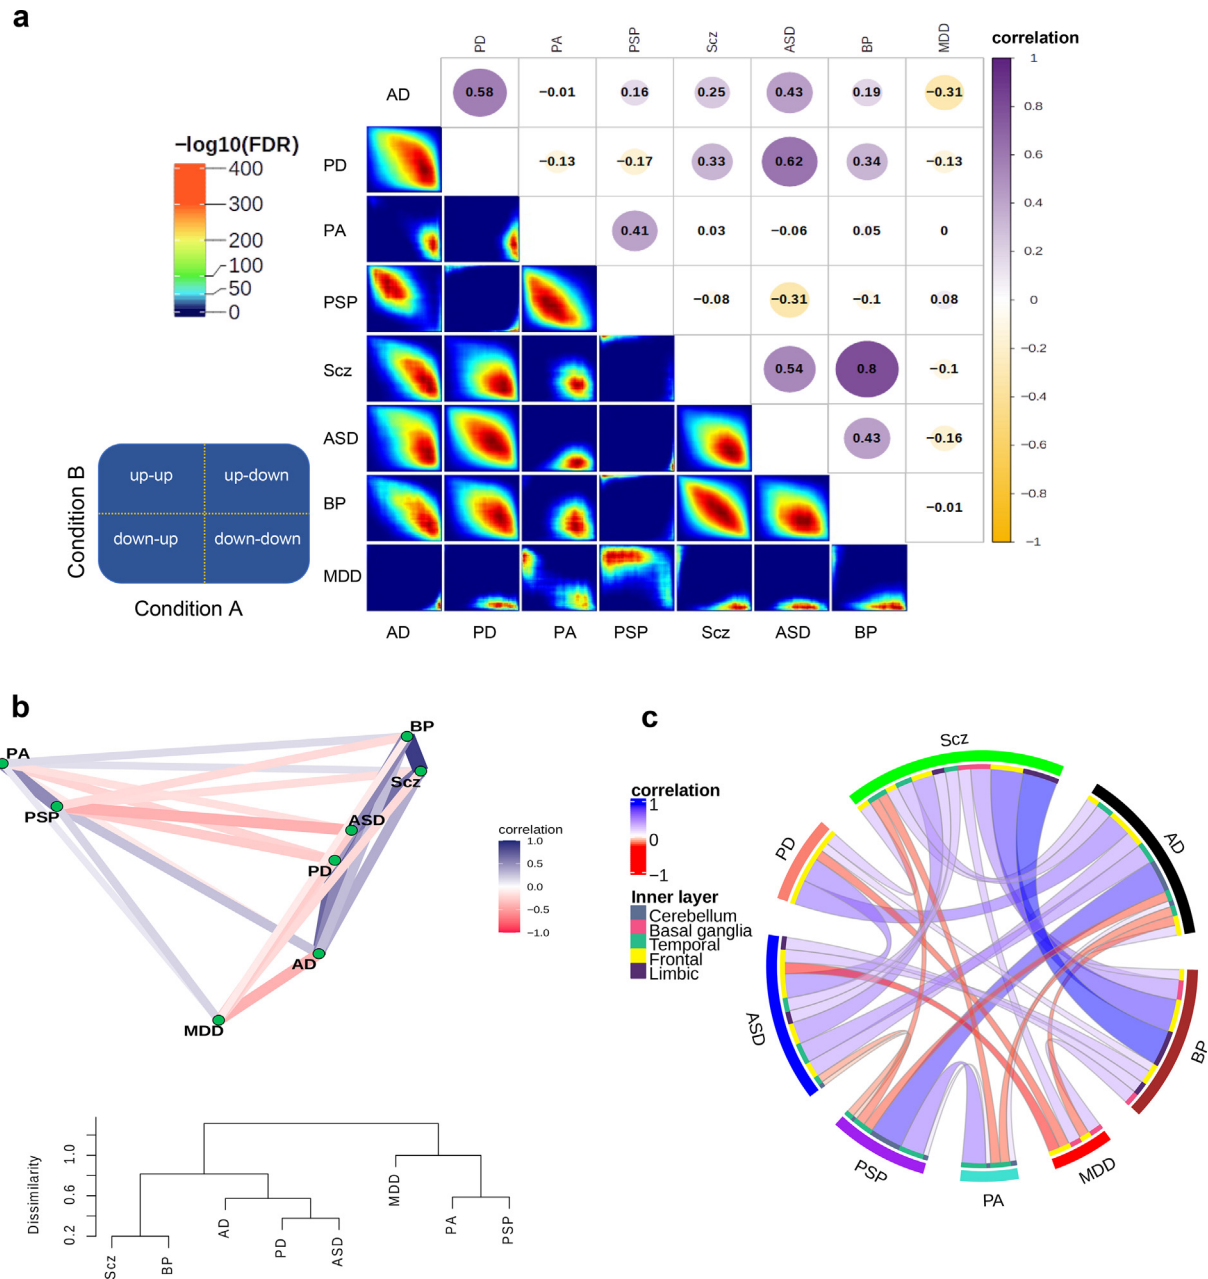 a
PD PA PSP Scz ASD BP MDD
correlation
AD 0.58 −0.01 0.16 0.25 0.43 0.19 −0.31
PD −0.13 −0.17 0.33 0.62 0.34 −0.13
PA 0.41 0.03 −0.06 0.05 0
PSP −0.08 −0.31 −0.1 0.08
Scz 0.54 0.8 −0.1
ASD 0.43 −0.16
BP −0.01
MDD
AD PD PA PSP Scz ASD BP
1
0.8
0.6
0.4
0.2
0
−0.2
−0.4
−0.6
−0.8
−1
−log10(FDR)
400
300
200
100
50
0
Condition B
up-up up-down
down-up down-down
Condition A
b
BP
PA
Scz
PSP
ASD
PD
AD
MDD
correlation
1.0
0.5
0.0
−0.5
−1.0
Dissimilarity
1.0
0.6
0.2
MDD
AD
PA
PSP
PD
ASD
Scz
BP
c
Scz
AD
PD
ASD
BP
PSP
PA
MDD
correlation
1
0
−1
Inner layer
Cerebellum
Basal ganglia
Temporal
Frontal
Limbic